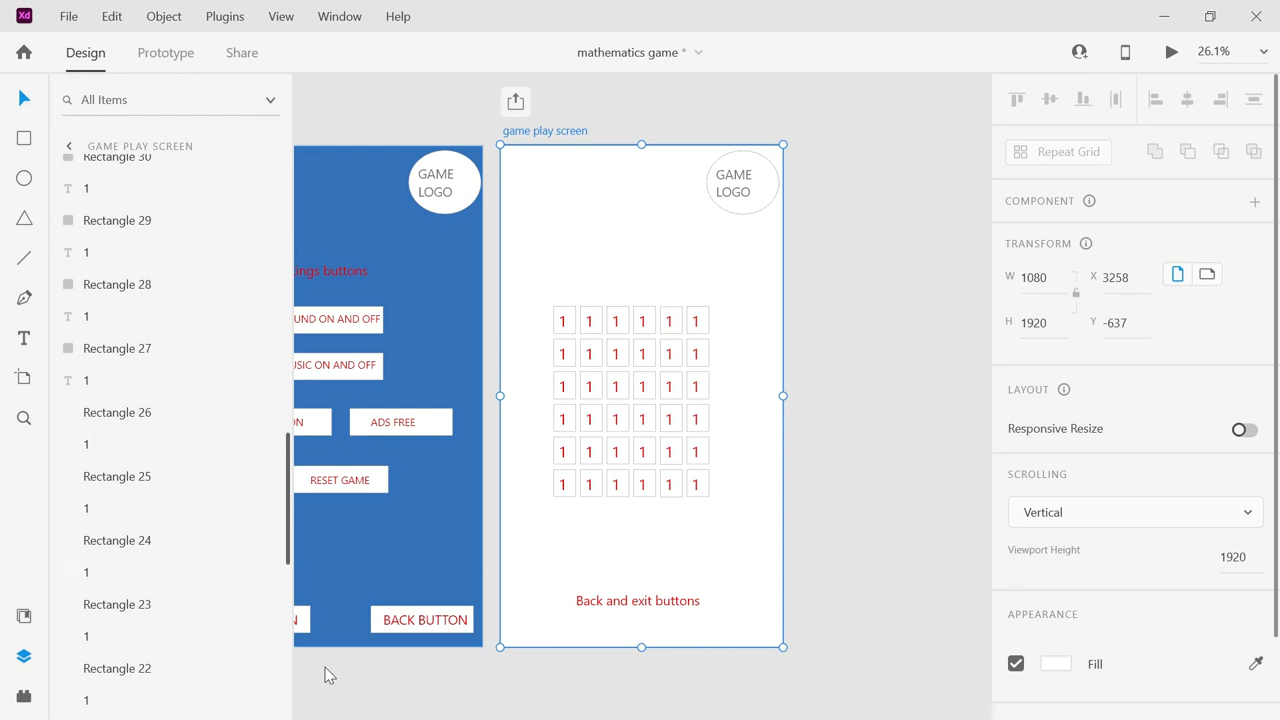 Xd File Edit Object Plugins View Window Help
Design Prototype Share mathematics game * 26.1%
All Items
GAME PLAY SCREEN
Rectangle 30
1
Rectangle 29
1
Rectangle 28
1
Rectangle 27
1
Rectangle 26
1
Rectangle 25
1
Rectangle 24
1
Rectangle 23
1
Rectangle 22
1
GAME
LOGO
ings buttons
UND ON AND OFF
USIC ON AND OFF
ON ADS FREE
RESET GAME
N BACK BUTTON
game play screen
GAME
LOGO
1 1 1 1 1 1
1 1 1 1 1 1
1 1 1 1 1 1
1 1 1 1 1 1
1 1 1 1 1 1
1 1 1 1 1 1
Back and exit buttons
Repeat Grid
COMPONENT
TRANSFORM
W 1080 X 3258
H 1920 Y -637
LAYOUT
Responsive Resize
SCROLLING
Vertical
Viewport Height
1920
APPEARANCE
Fill